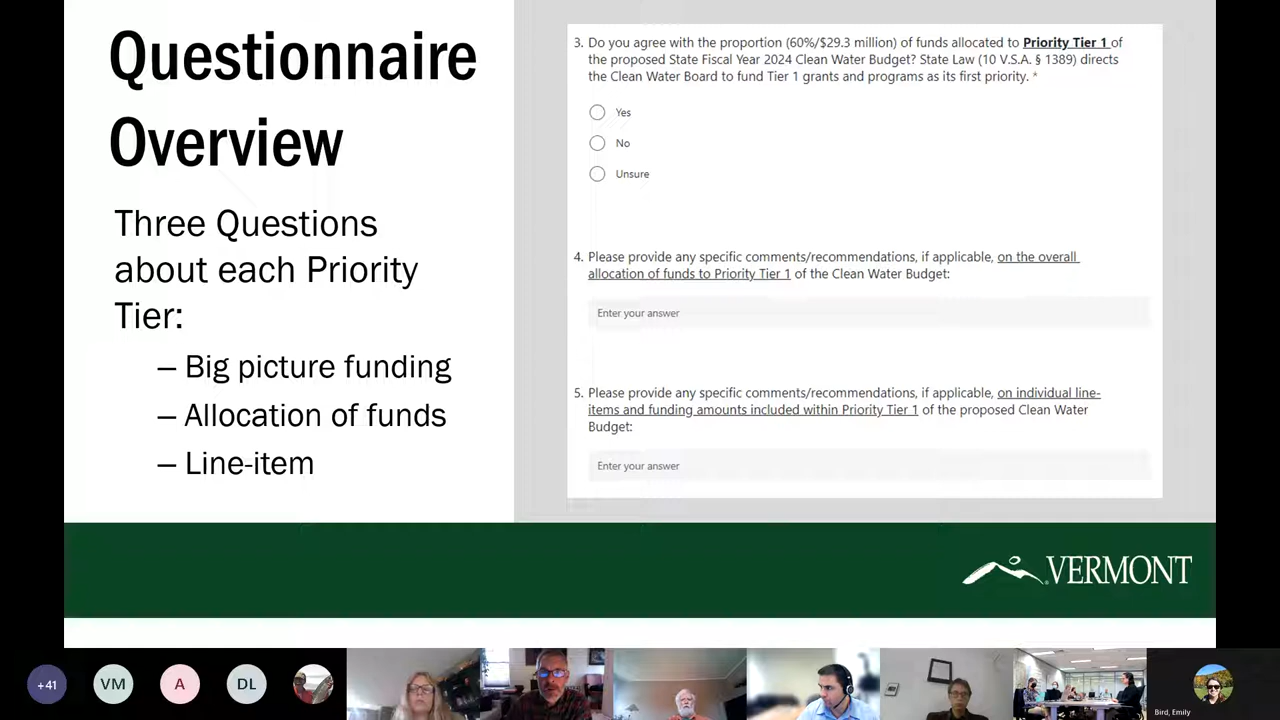 Questionnaire
Overview
Three Questions
about each Priority
Tier:
– Big picture funding
– Allocation of funds
– Line-item
3. Do you agree with the proportion (60%/$29.3 million) of funds allocated to Priority Tier 1 of
the proposed State Fiscal Year 2024 Clean Water Budget? State Law (10 V.S.A. § 1389) directs
the Clean Water Board to fund Tier 1 grants and programs as its first priority. *
Yes
No
Unsure
4. Please provide any specific comments/recommendations, if applicable, on the overall
allocation of funds to Priority Tier 1 of the Clean Water Budget:
Enter your answer
5. Please provide any specific comments/recommendations, if applicable, on individual line-
items and funding amounts included within Priority Tier 1 of the proposed Clean Water
Budget:
Enter your answer
VERMONT
+41
VM
A
DL
Bird, Emily